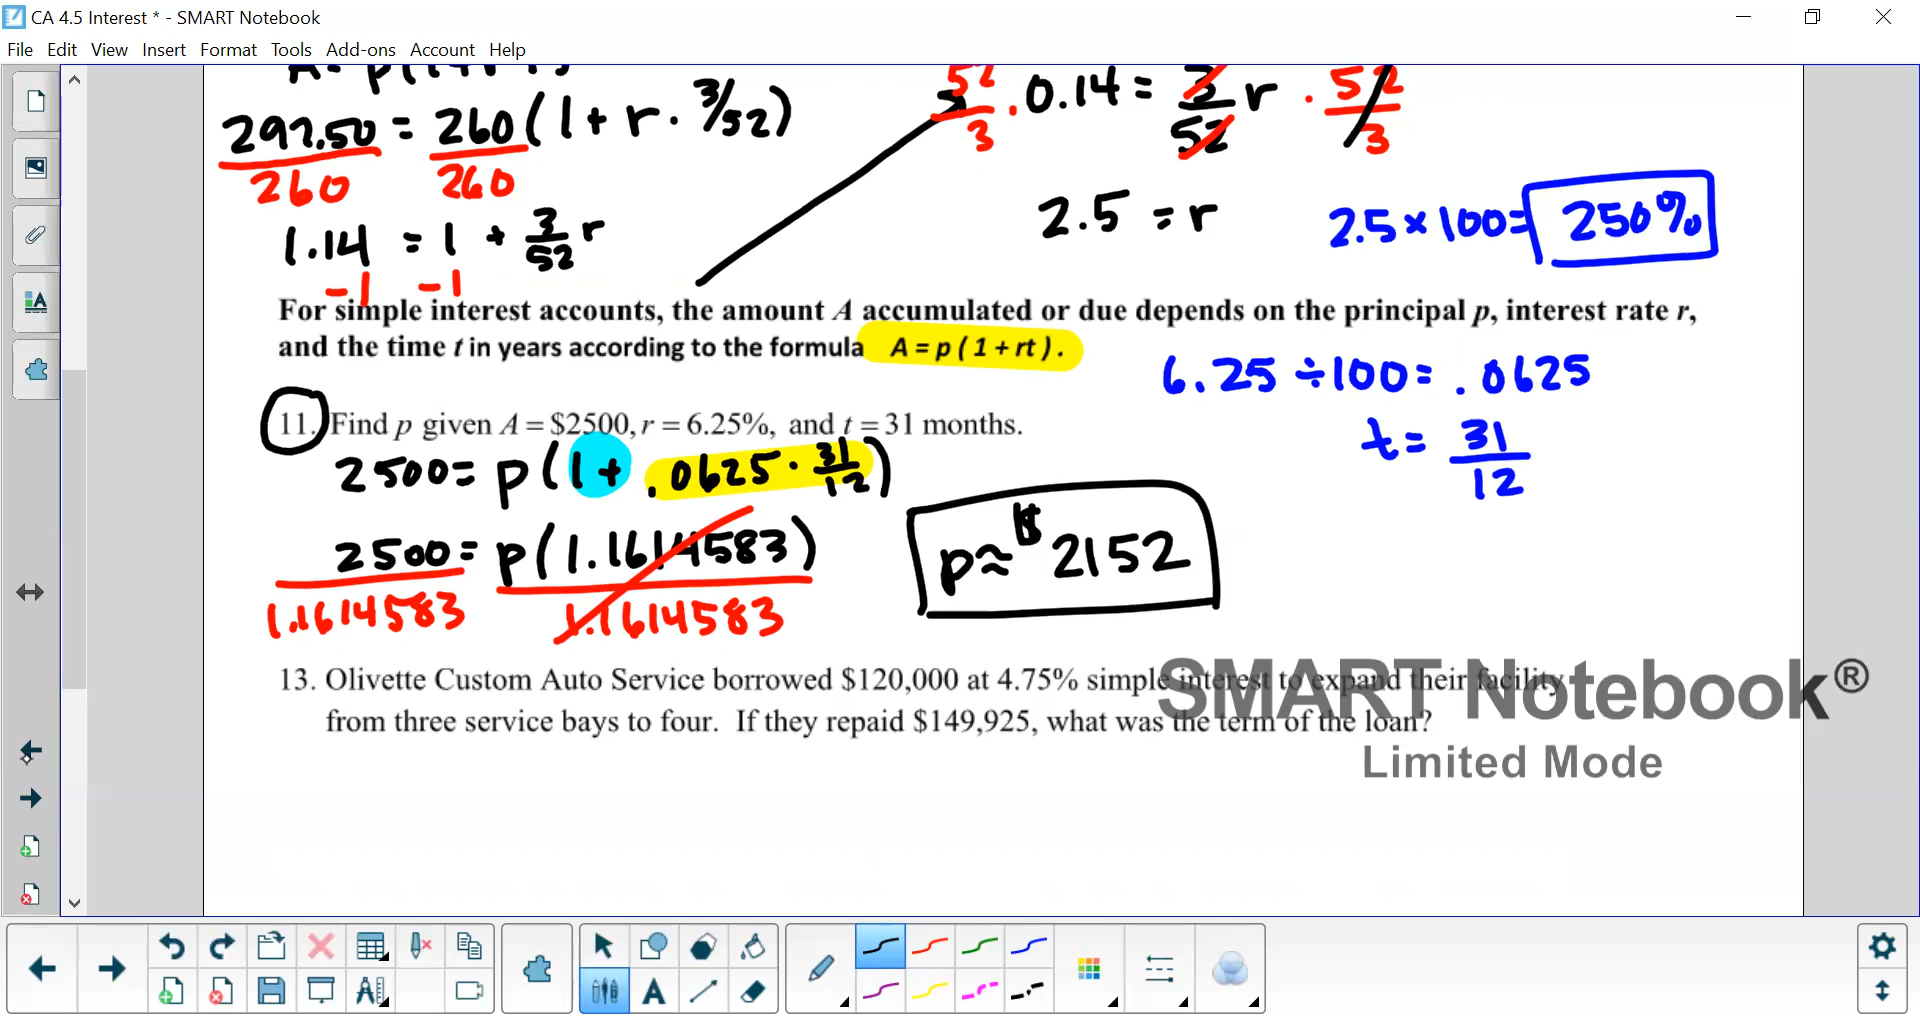 CA 4.5 Interest * - SMART Notebook
File Edit View Insert Format Tools Add-ons Account Help
297.50 = 260 (1 + r · 3/52)
260 260
1.14 = 1 + 3/52 r
-1 -1
52/3 · 0.14 = 3/52 r · 52/3
2.5 = r
2.5 × 100 = 250%
For simple interest accounts, the amount A accumulated or due depends on the principal p, interest rate r,
and the time t in years according to the formula A = p ( 1 + rt ) .
6.25 ÷ 100 = .0625
t = 31/12
11. Find p given A = $2500, r = 6.25%, and t = 31 months.
2500 = p (1 + .0625 · 31/12)
2500 = p (1.1614583)
1.1614583 1.1614583
p ≈ $ 2152
13. Olivette Custom Auto Service borrowed $120,000 at 4.75% simple interest to expand their facility
from three service bays to four. If they repaid $149,925, what was the term of the loan?
SMART Notebook®
Limited Mode